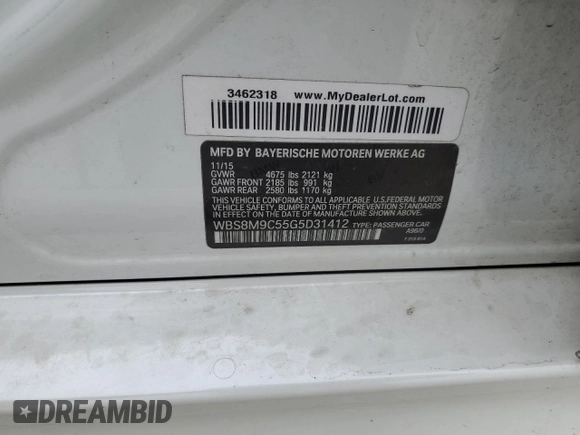 3462318 www.MyDealerLot.com
MFD BY BAYERISCHE MOTOREN WERKE AG
11/15
GVWR 4675 lbs 2121 kg
GAWR FRONT 2185 lbs 991 kg
GAWR REAR 2580 lbs 1170 kg
THIS VEHICLE CONFORMS TO ALL APPLICABLE U.S.FEDERAL MOTOR
VEHICLE SAFETY, BUMPER AND THEFT PREVENTION STANDARDS IN
EFFECT ON THE DATE OF MANUFACTURE SHOWN ABOVE.
WBS8M9C55G5D31412 TYPE: PASSENGER CAR
A96/0
DREAMBID